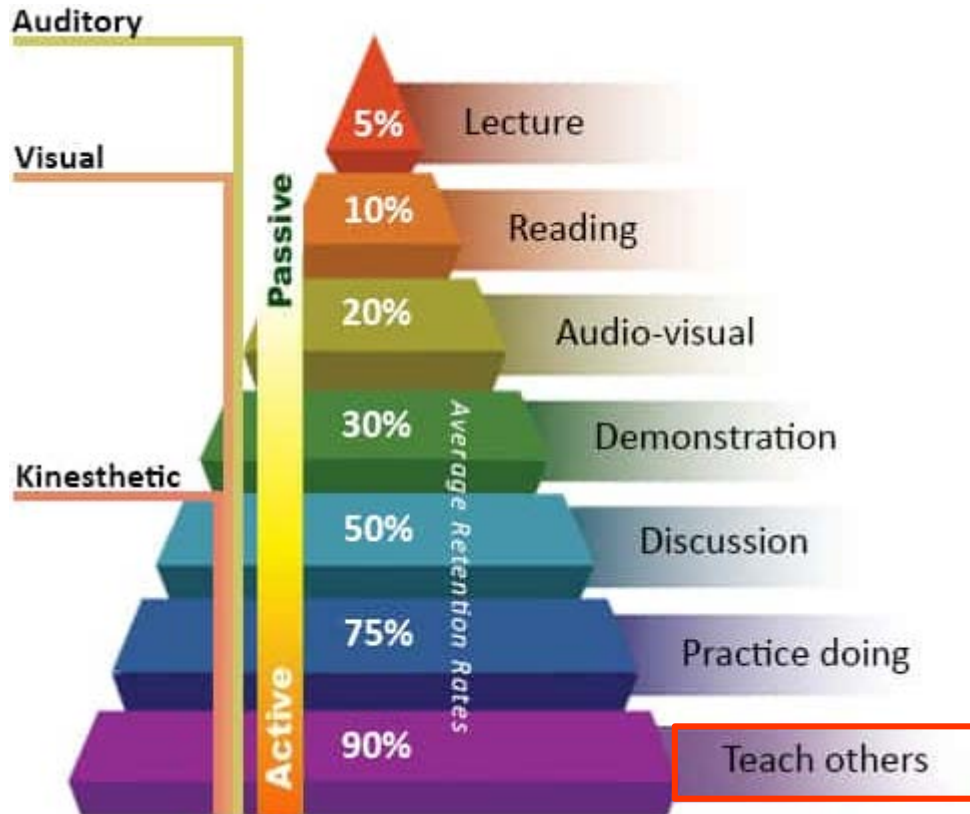 Auditory
5%
Lecture
Visual
10%
Reading
Passive
20%
Audio-visual
30%
Demonstration
Average Retention Rates
Kinesthetic
50%
Discussion
75%
Practice doing
Active
90%
Teach others